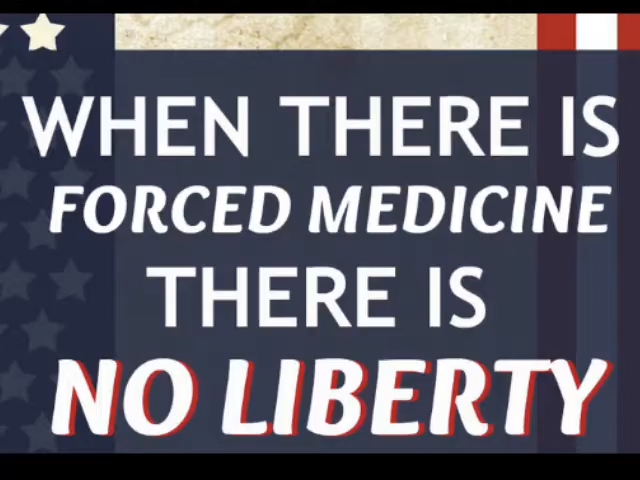 WHEN THERE IS
FORCED MEDICINE
THERE IS
NO LIBERTY